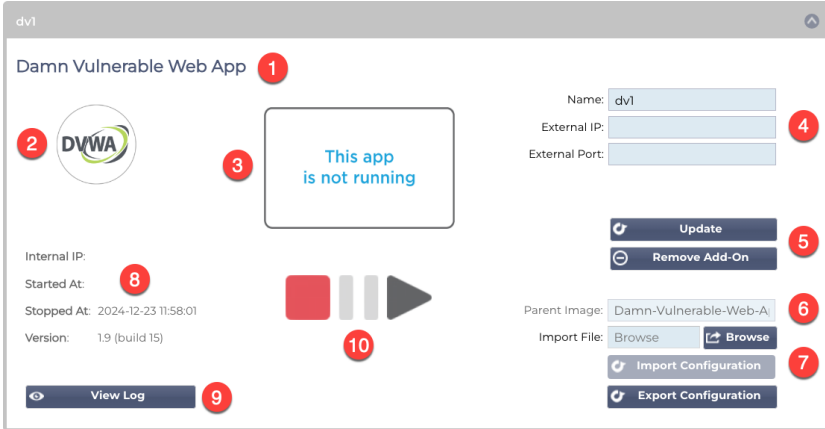 dv1
Damn Vulnerable Web App 1
2 DVWA
3 This app
is not running
Name: dv1 4
External IP:
External Port:
Update 5
Remove Add-On
Internal IP:
Started At: 8
Stopped At: 2024-12-23 11:58:01
Version: 1.9 (build 15)
10
Parent Image: Damn-Vulnerable-Web-A 6
Import File: Browse Browse
Import Configuration 7
Export Configuration
View Log 9